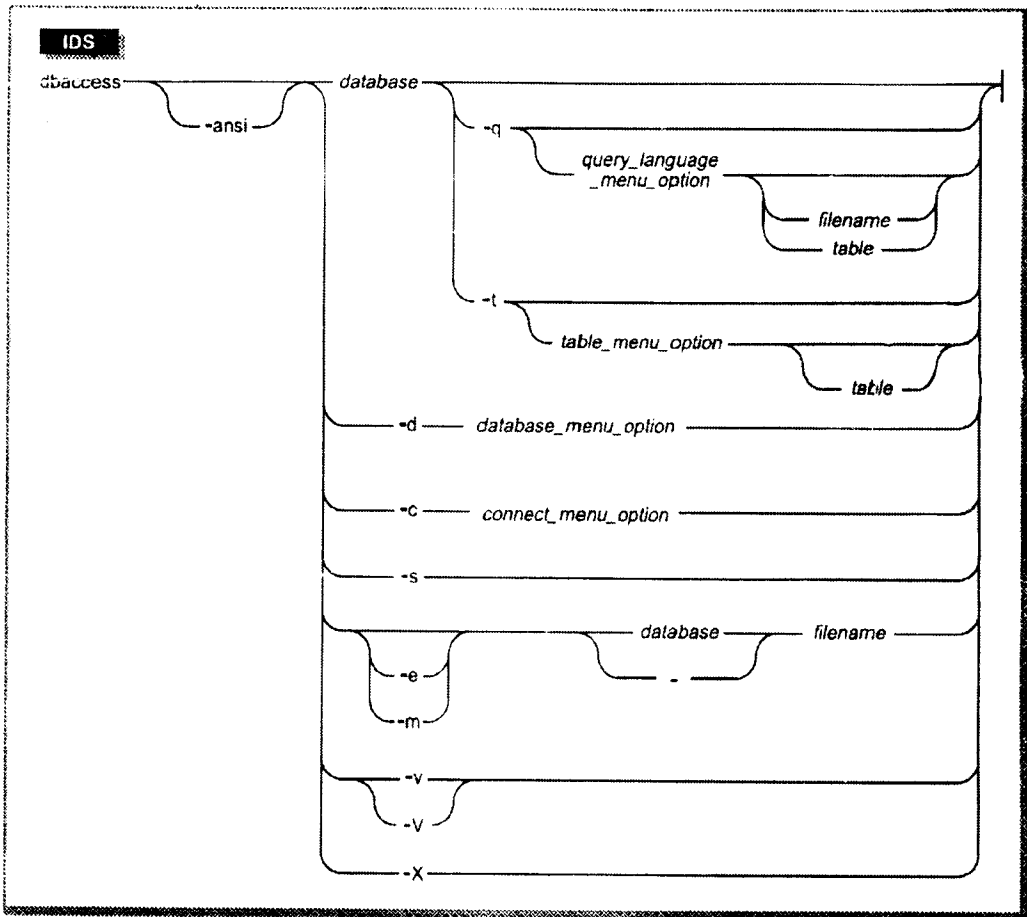 IDS
dbaccess database
-ansi
-q
query_language
_menu_option
filename
table
-t
table_menu_option
table
-d database_menu_option
-c connect_menu_option
-s
database filename
-e -
-m
-v
-V
-X